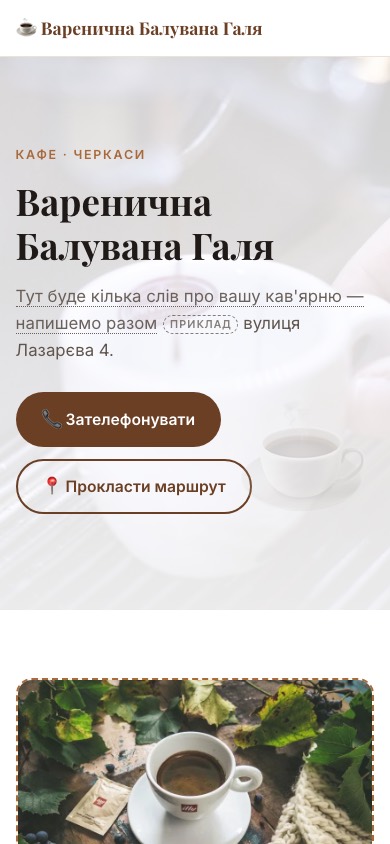 ☕ Варенична Балувана Галя
КАФЕ · ЧЕРКАСИ
Варенична
Балувана Галя
Тут буде кілька слів про вашу кав'ярню —
напишемо разом ПРИКЛАД вулиця
Лазарєва 4.
📞 Зателефонувати
📍 Прокласти маршрут
illy